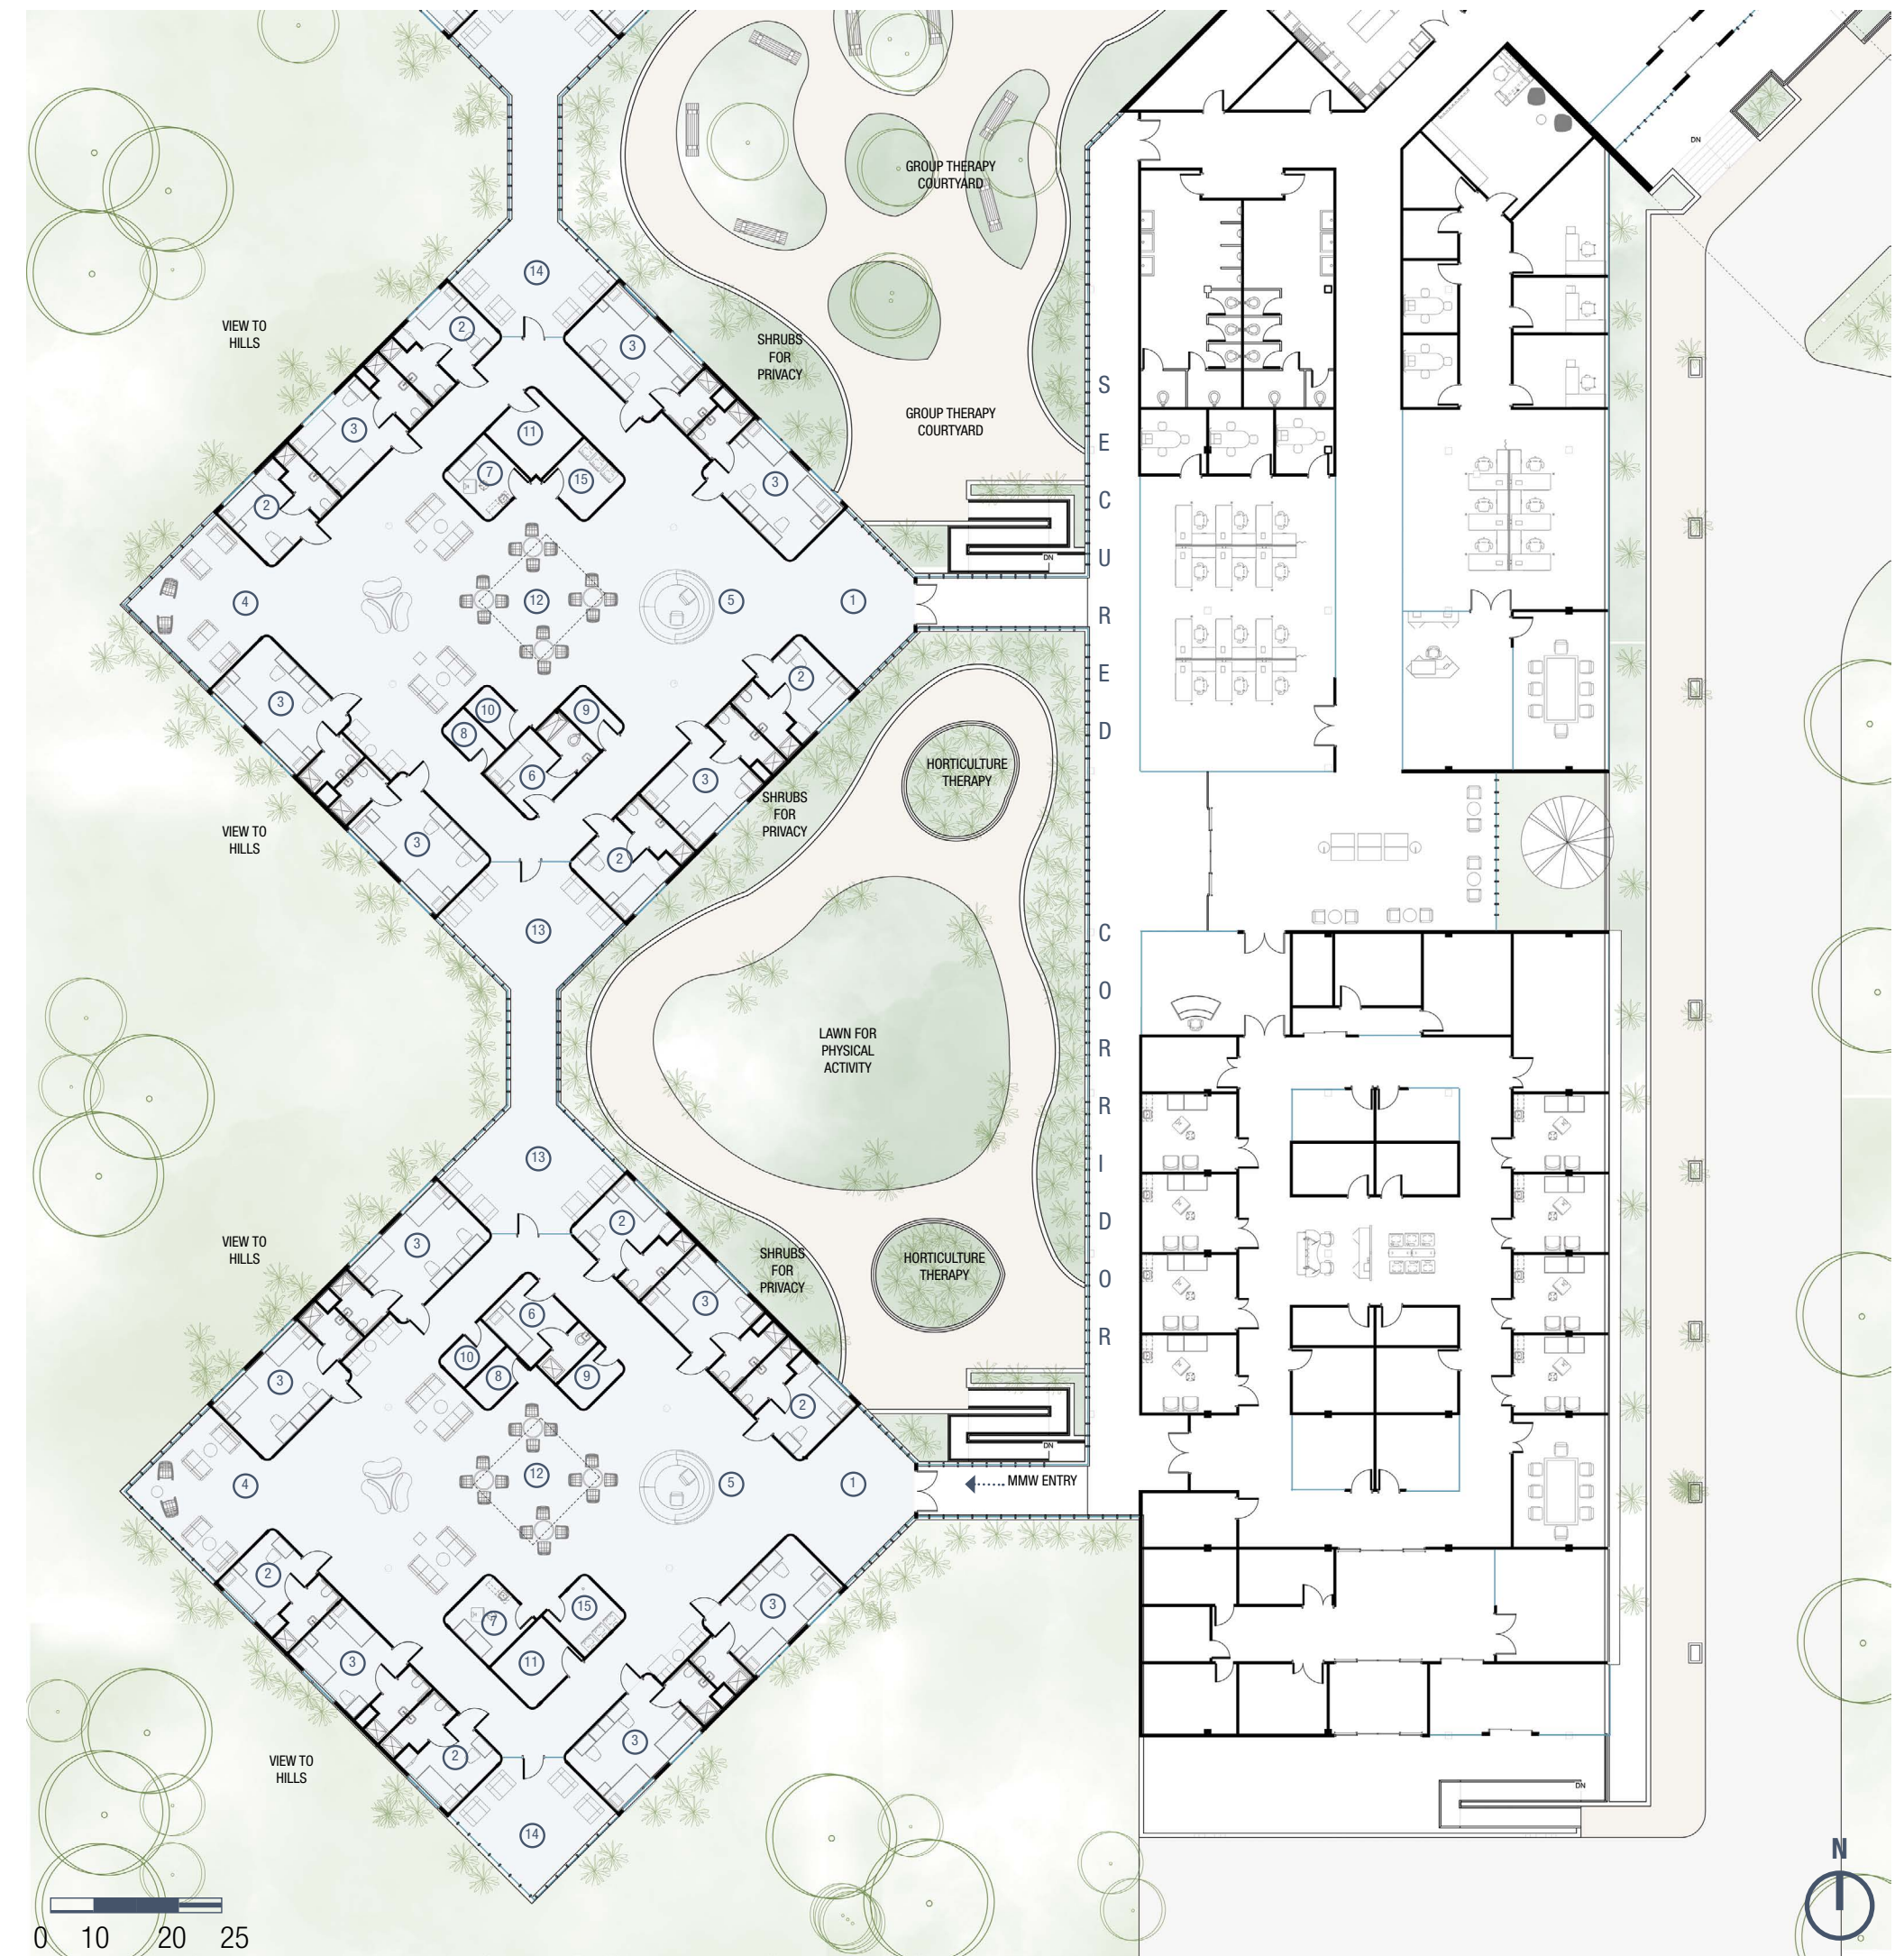 DN
GROUP THERAPY
COURTYARD
14
VIEW TO
HILLS
2
3
SHRUBS
FOR
PRIVACY
GROUP THERAPY
COURTYARD
3
11
7
15
3
2
DN
4
12
5
1
2
3
10
9
8
6
3
HORTICULTURE
THERAPY
SHRUBS
FOR
PRIVACY
VIEW TO
HILLS
3
2
13
SECURED CORRIDOR
LAWN FOR
PHYSICAL
ACTIVITY
13
2
VIEW TO
HILLS
3
SHRUBS
FOR
PRIVACY
HORTICULTURE
THERAPY
3
6
10
8
9
3
2
DN
4
12
5
1
MMW ENTRY
2
3
7
15
3
11
2
3
VIEW TO
HILLS
14
DN
N
0 10 20 25